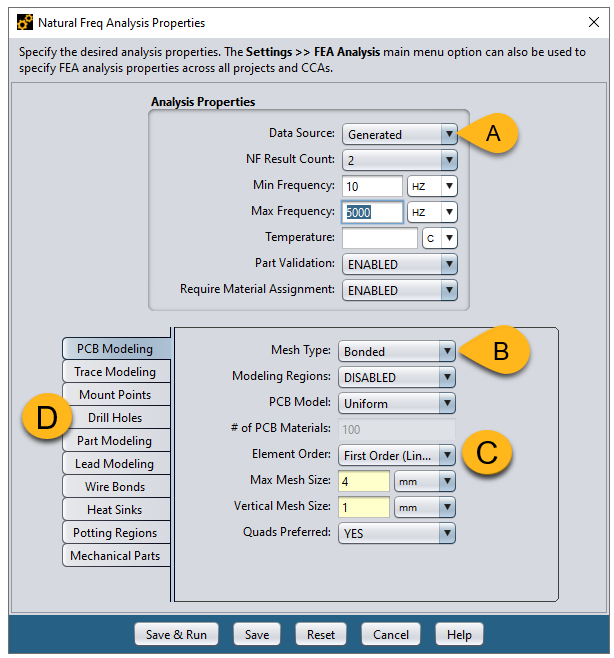 Natural Freq Analysis Properties
Specify the desired analysis properties. The Settings >> FEA Analysis main menu option can also be used to
specify FEA analysis properties across all projects and CCAs.
Analysis Properties
Data Source: Generated A
NF Result Count: 2
Min Frequency: 10 HZ
Max Frequency: 5000 HZ
Temperature: C
Part Validation: ENABLED
Require Material Assignment: ENABLED
PCB Modeling
Trace Modeling
Mount Points
D Drill Holes
Part Modeling
Lead Modeling
Wire Bonds
Heat Sinks
Potting Regions
Mechanical Parts
Mesh Type: Bonded B
Modeling Regions: DISABLED
PCB Model: Uniform
# of PCB Materials: 100
Element Order: First Order (Lin... C
Max Mesh Size: 4 mm
Vertical Mesh Size: 1 mm
Quads Preferred: YES
Save & Run Save Reset Cancel Help